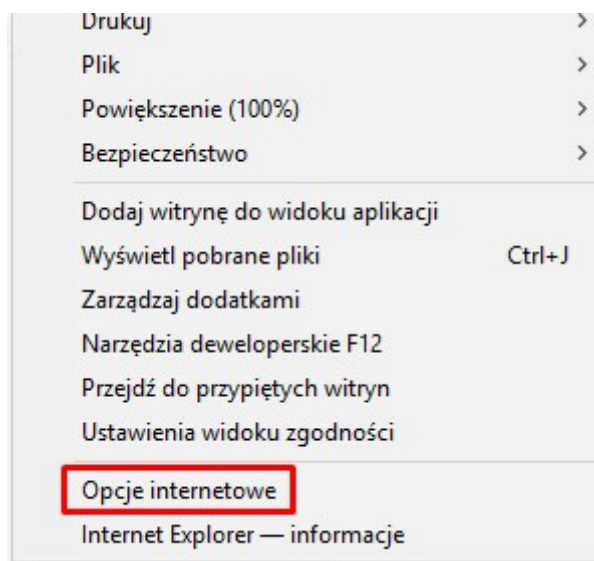 Drukuj
Plik
Powiększenie (100%)
Bezpieczeństwo
Dodaj witrynę do widoku aplikacji
Wyświetl pobrane pliki Ctrl+J
Zarządzaj dodatkami
Narzędzia deweloperskie F12
Przejdź do przypiętych witryn
Ustawienia widoku zgodności
Opcje internetowe
Internet Explorer — informacje